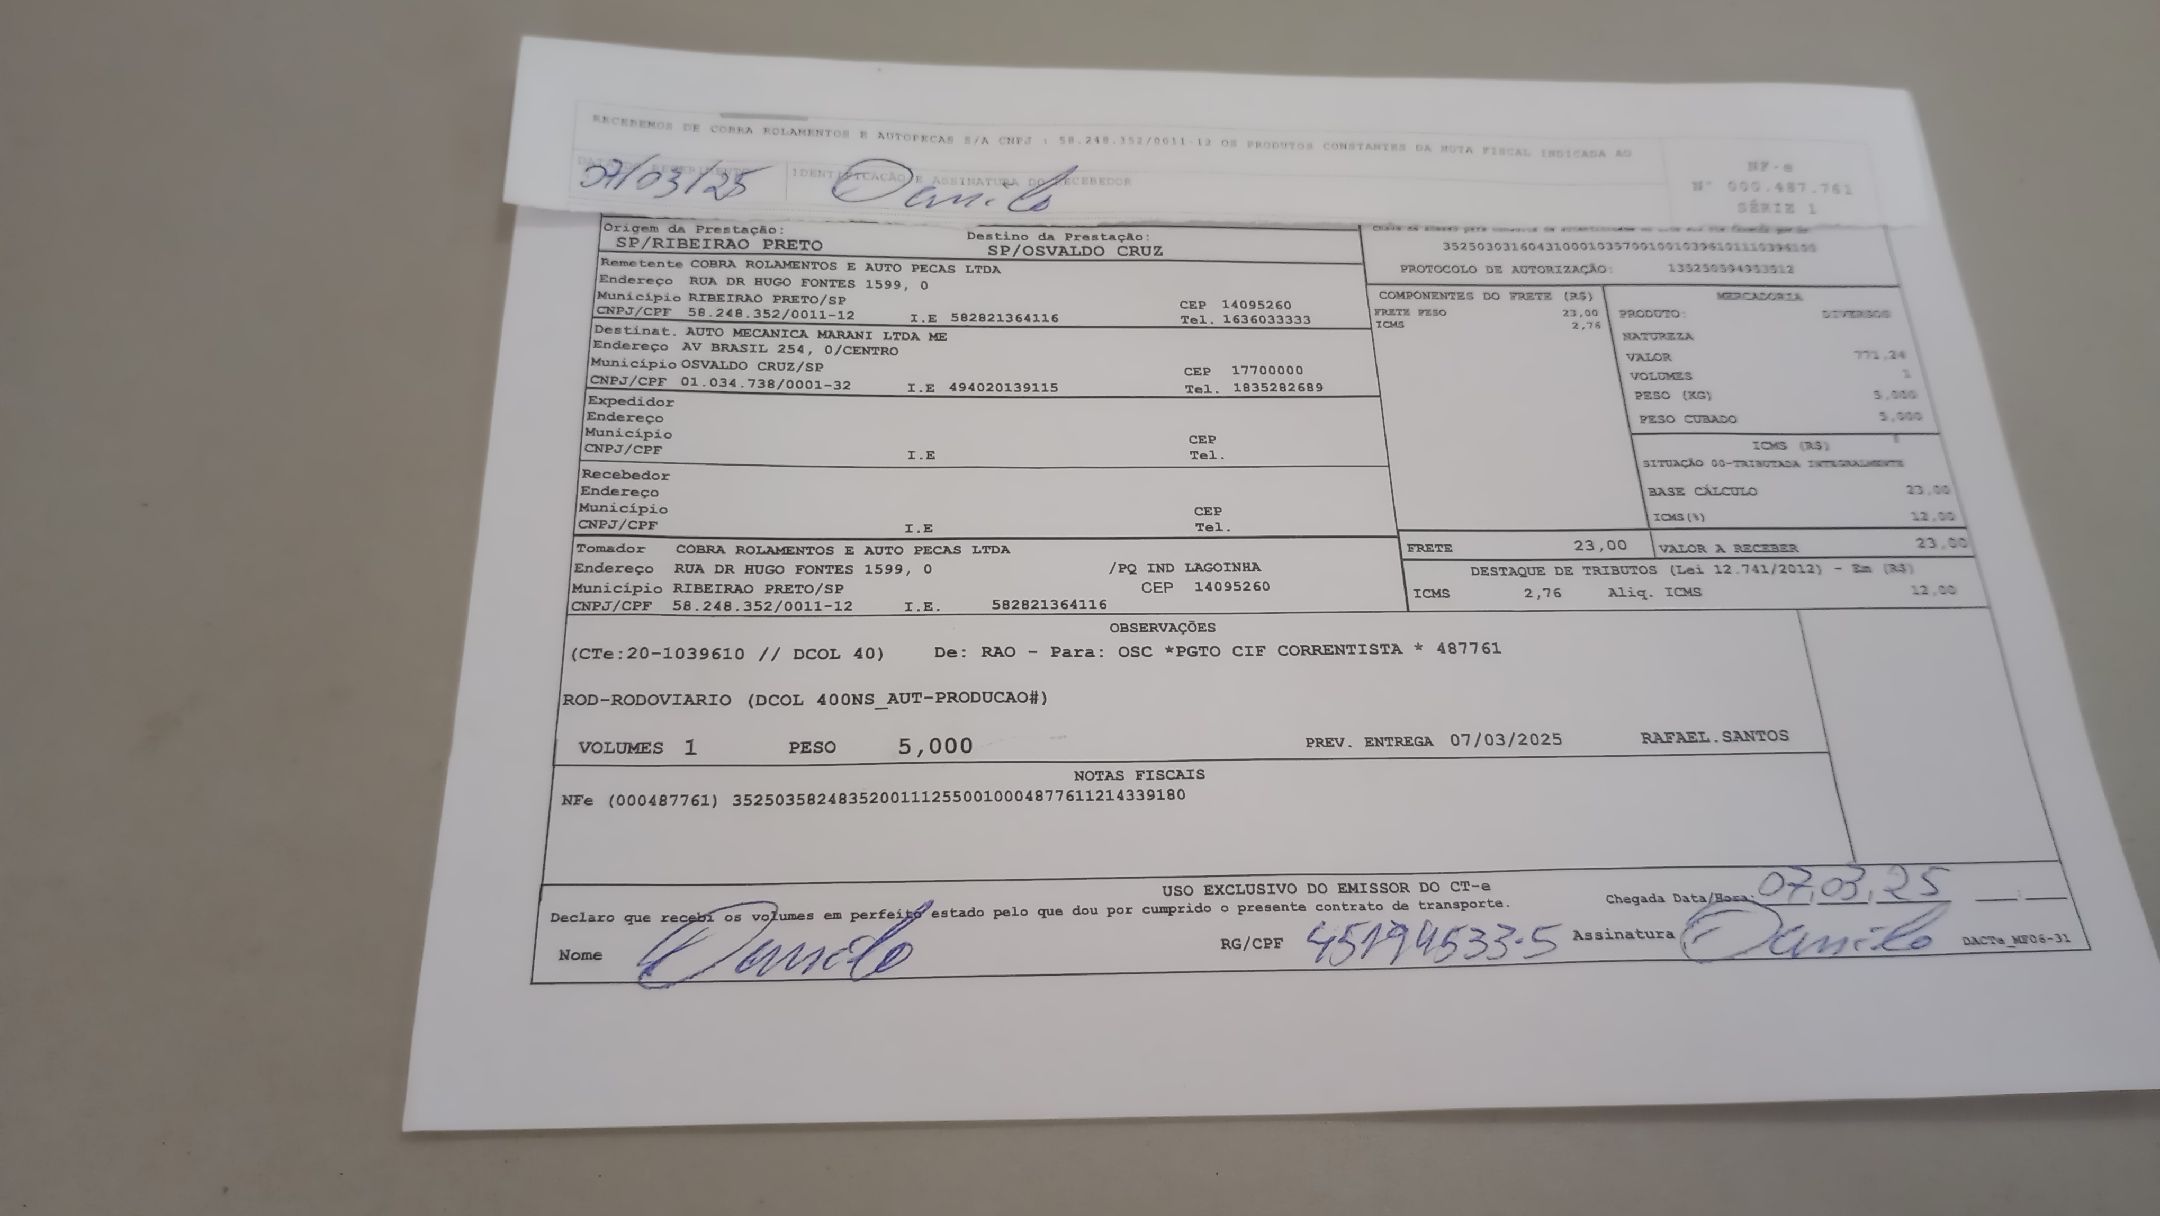 RECEBEMOS DE COBRA ROLAMENTOS E AUTOPECAS S/A CNPJ : 58.248.352/0011-12 OS PRODUTOS CONSTANTES DA NOTA FISCAL INDICADA AO
NF-e
Nº 000.487.761
SÉRIE 1
IDENTIFICAÇÃO E ASSINATURA DO RECEBEDOR
07/03/25 Danilo
Origem da Prestação: Destino da Prestação:
SP/RIBEIRAO PRETO SP/OSVALDO CRUZ
PROTOCOLO DE AUTORIZAÇÃO: 135250594953512
Remetente COBRA ROLAMENTOS E AUTO PECAS LTDA
Endereço RUA DR HUGO FONTES 1599, 0
Município RIBEIRAO PRETO/SP CEP 14095260
CNPJ/CPF 58.248.352/0011-12 I.E 582821364116 Tel. 1636033333
Destinat. AUTO MECANICA MARANI LTDA ME
Endereço AV BRASIL 254, 0/CENTRO
Município OSVALDO CRUZ/SP CEP 17700000
CNPJ/CPF 01.034.738/0001-32 I.E 494020139115 Tel. 1835282689
Expedidor
Endereço
Município CEP
CNPJ/CPF I.E Tel.
Recebedor
Endereço
Município CEP
CNPJ/CPF I.E Tel.
Tomador COBRA ROLAMENTOS E AUTO PECAS LTDA
Endereço RUA DR HUGO FONTES 1599, 0 /PQ IND LAGOINHA
Município RIBEIRAO PRETO/SP CEP 14095260
CNPJ/CPF 58.248.352/0011-12 I.E. 582821364116
COMPONENTES DO FRETE (R$)
FRETE PESO 23,00
ICMS 2,76
MERCADORIA
PRODUTO: DIVERSOS
NATUREZA
VALOR 771,24
VOLUMES 1
PESO (KG) 5,000
PESO CUBADO 5,000
ICMS (R$)
SITUAÇÃO 00-TRIBUTADA INTEGRALMENTE
BASE CÁLCULO 23,00
ICMS(%) 12,00
FRETE 23,00 VALOR A RECEBER 23,00
DESTAQUE DE TRIBUTOS (Lei 12.741/2012) - Em (R$)
ICMS 2,76 Aliq. ICMS 12,00
OBSERVAÇÕES
(CTe:20-1039610 // DCOL 40) De: RAO - Para: OSC *PGTO CIF CORRENTISTA * 487761
ROD-RODOVIARIO (DCOL 400NS_AUT-PRODUCAO#)
VOLUMES 1 PESO 5,000 PREV. ENTREGA 07/03/2025 RAFAEL.SANTOS
NOTAS FISCAIS
NFe (000487761) 35250358248352001112550010004877611214339180
USO EXCLUSIVO DO EMISSOR DO CT-e
Declaro que recebi os volumes em perfeito estado pelo que dou por cumprido o presente contrato de transporte.
Chegada Data/Hora: 07,03,25 __:__
Nome Danilo RG/CPF 45194533-5 Assinatura Danilo DACTe_MF06-31